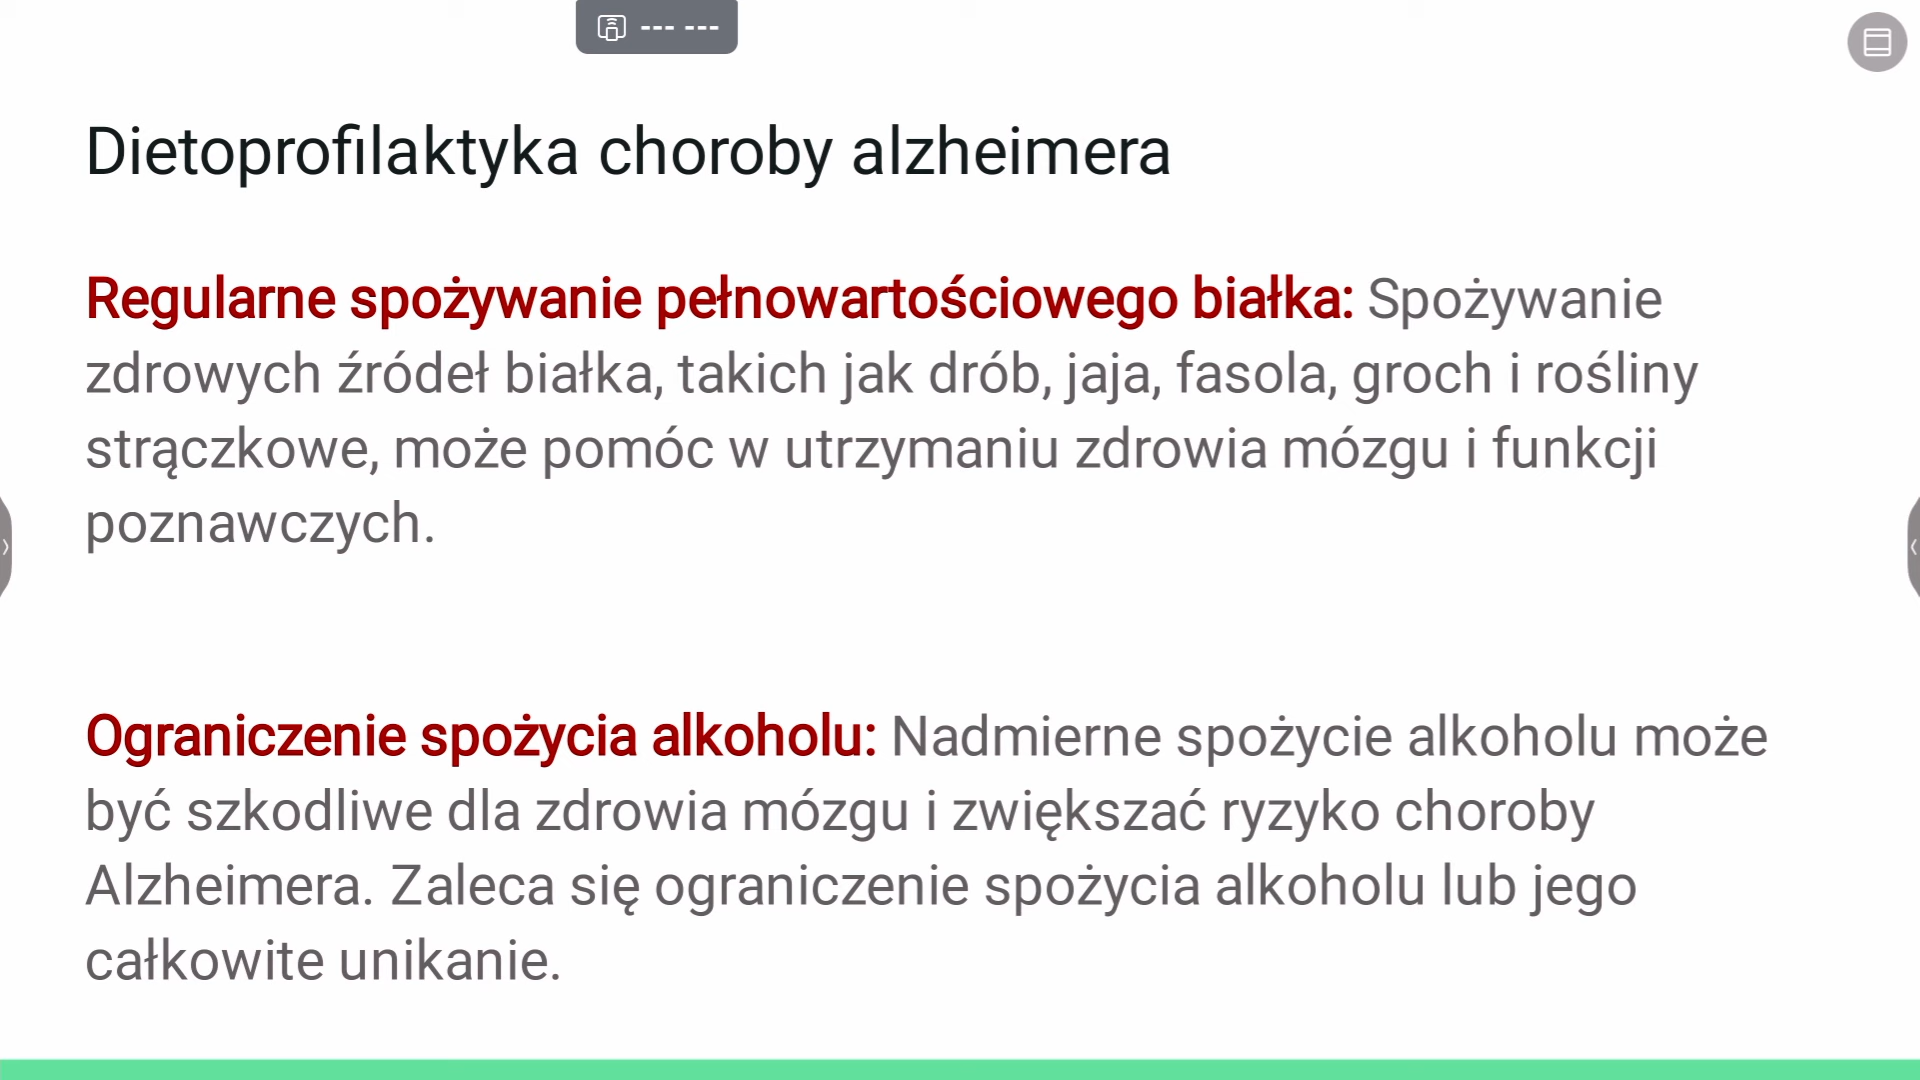 --- ---
Dietoprofilaktyka choroby alzheimera
Regularne spożywanie pełnowartościowego białka: Spożywanie
zdrowych źródeł białka, takich jak drób, jaja, fasola, groch i rośliny
strączkowe, może pomóc w utrzymaniu zdrowia mózgu i funkcji
poznawczych.
Ograniczenie spożycia alkoholu: Nadmierne spożycie alkoholu może
być szkodliwe dla zdrowia mózgu i zwiększać ryzyko choroby
Alzheimera. Zaleca się ograniczenie spożycia alkoholu lub jego
całkowite unikanie.